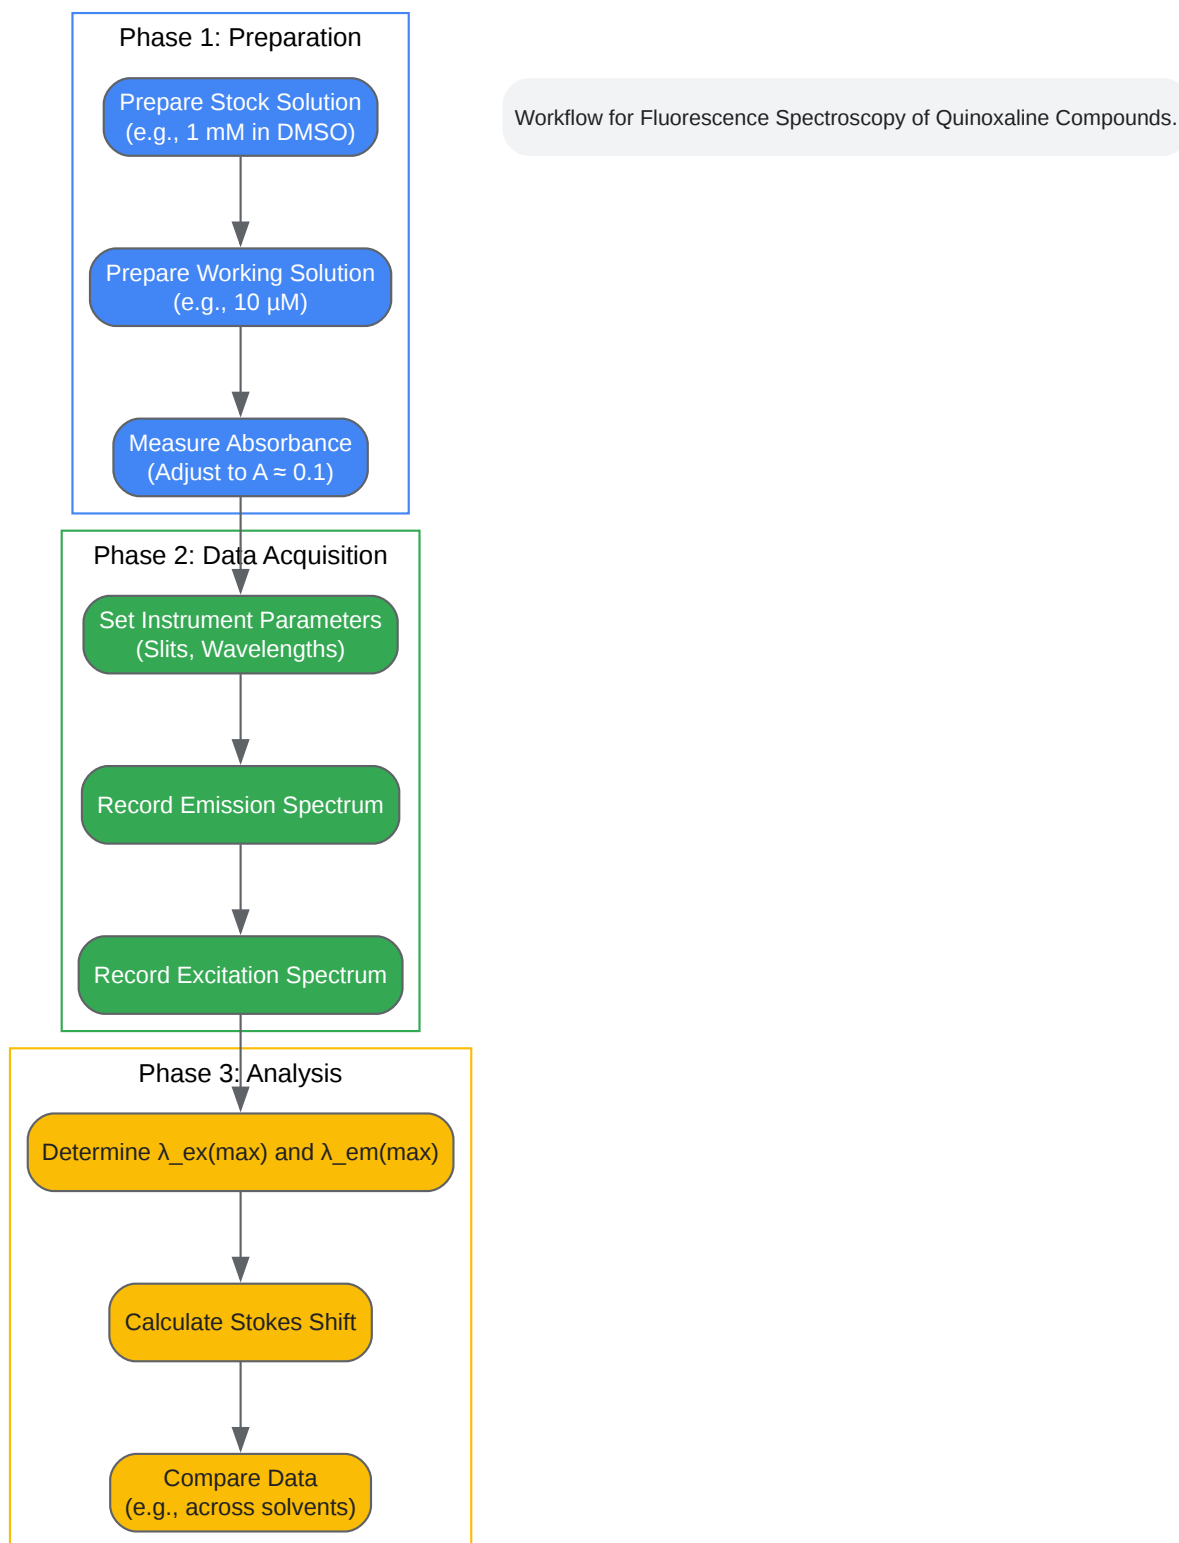 Phase 1: Preparation
Prepare Stock Solution
(e.g., 1 mM in DMSO)
Workflow for Fluorescence Spectroscopy of Quinoxaline Compounds.
Prepare Working Solution
(e.g., 10 µM)
Measure Absorbance
(Adjust to A ≈ 0.1)
Phase 2: Data Acquisition
Set Instrument Parameters
(Slits, Wavelengths)
Record Emission Spectrum
Record Excitation Spectrum
Phase 3: Analysis
Determine λ_ex(max) and λ_em(max)
Calculate Stokes Shift
Compare Data
(e.g., across solvents)